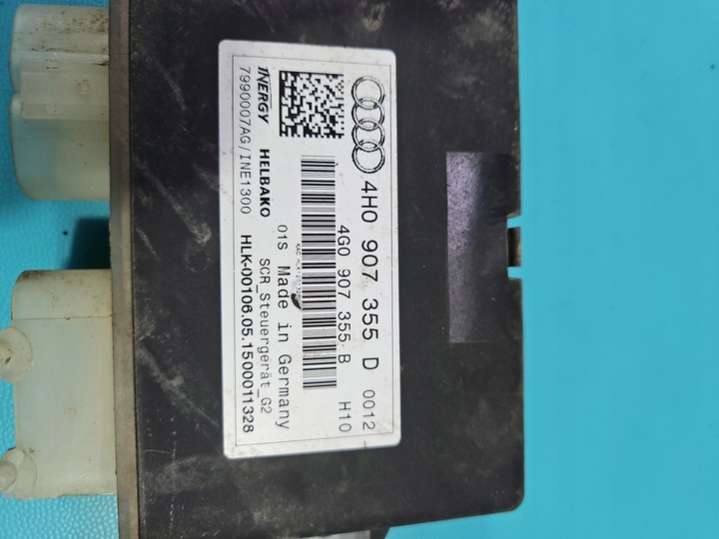 4H0 907 355 D 0012
4G0 907 355 B H10
01S Made in Germany
SCR_Steuergerät_G2
INERGY HELBAKO
7990007AG/INE1300 HLK-00106.05.1500011328